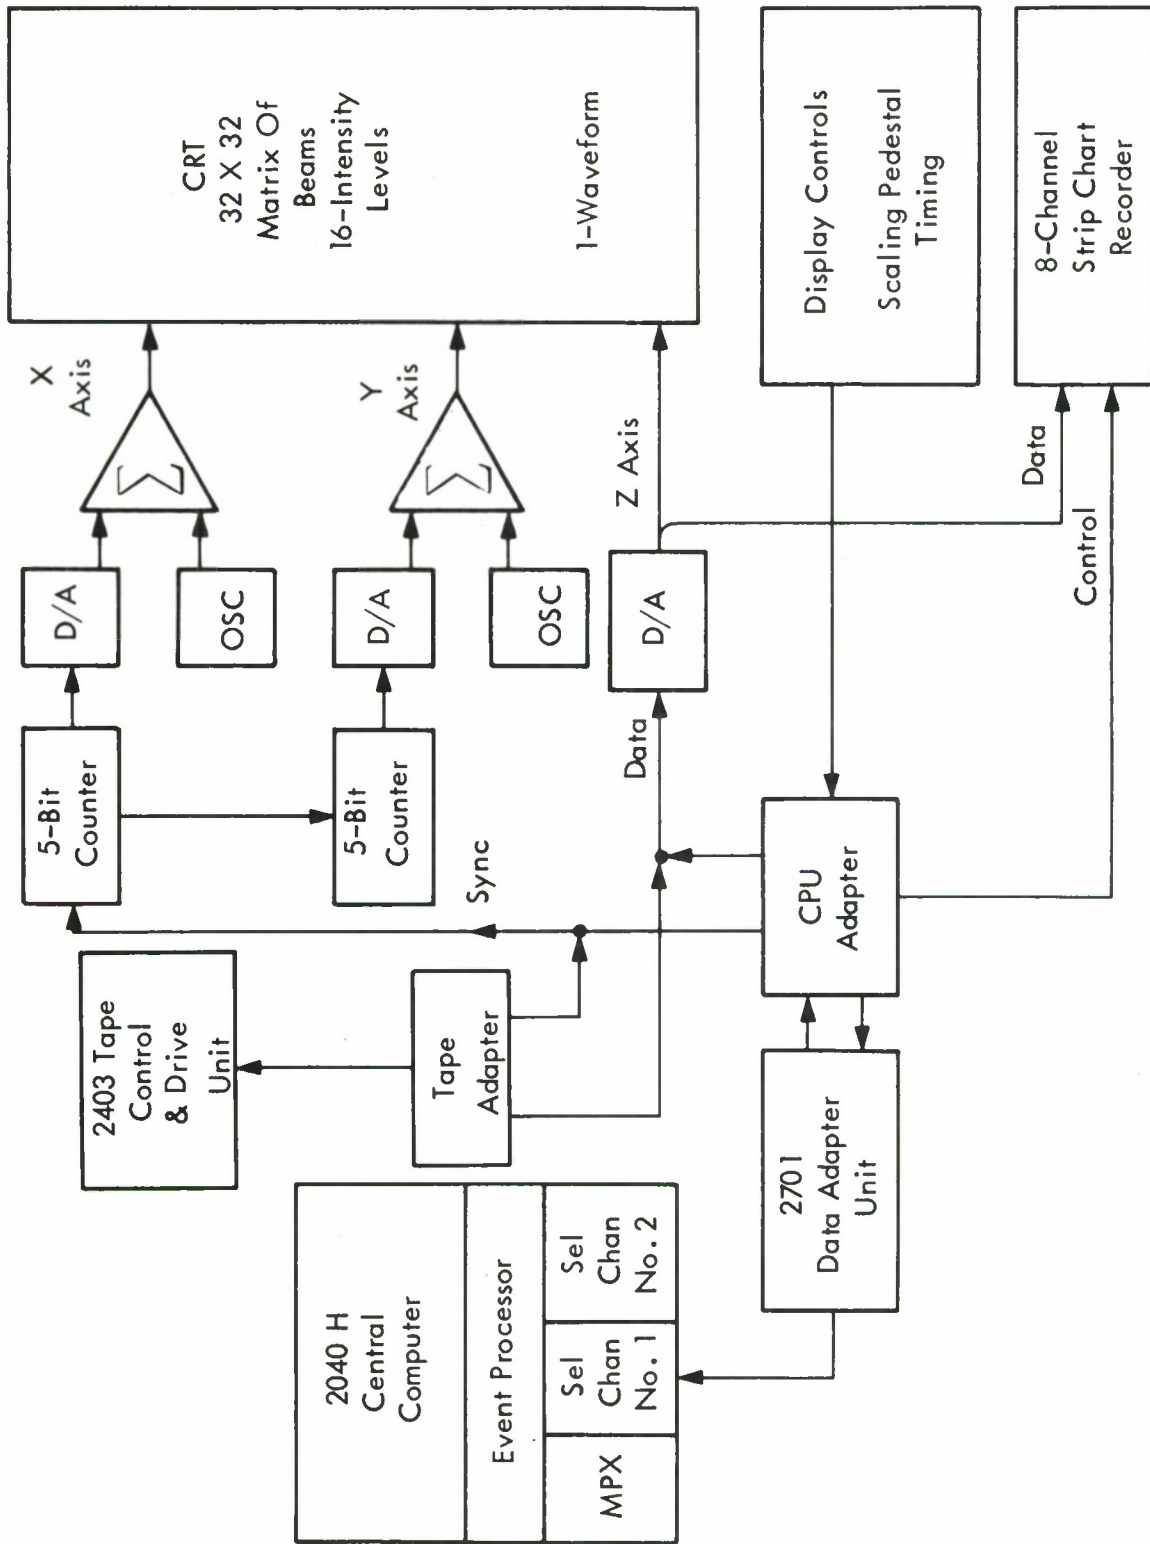 2040 H
Central
Computer
Event Processor
MPX
Sel
Chan
No. 1
Sel
Chan
No. 2
2403 Tape
Control
& Drive
Unit
Tape
Adapter
2701
Data Adapter
Unit
CPU
Adapter
Sync
5-Bit
Counter
5-Bit
Counter
D/A
OSC
D/A
OSC
Data
D/A
Σ
Σ
X
Axis
Y
Axis
Z Axis
Data
Control
CRT
32 X 32
Matrix Of
Beams
16-Intensity
Levels
1-Waveform
Display Controls
Scaling Pedestal
Timing
8-Channel
Strip Chart
Recorder